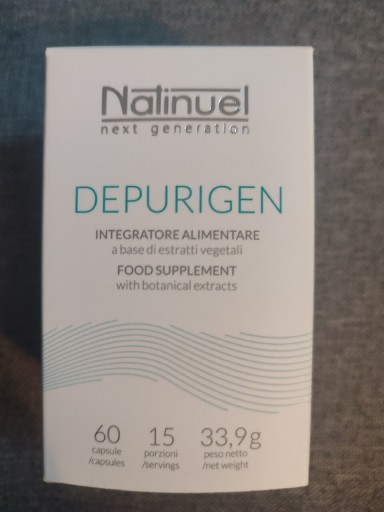 Natinuel
next generation
DEPURIGEN
INTEGRATORE ALIMENTARE
a base di estratti vegetali
FOOD SUPPLEMENT
with botanical extracts
60 15 33,9g
capsule porzioni peso netto
/capsules /servings /net weight